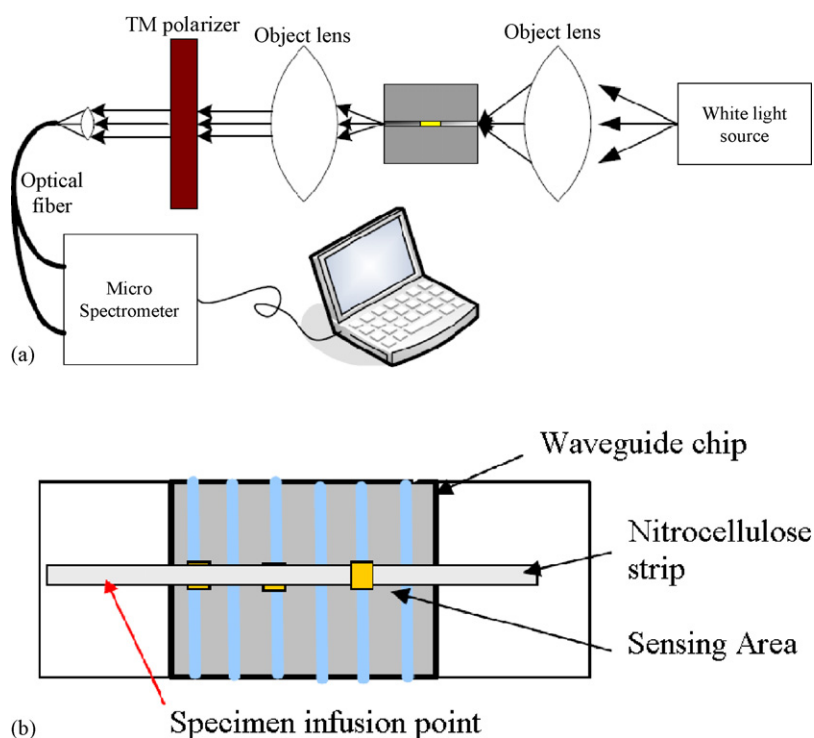 TM polarizer
Object lens
Object lens
White light
source
Optical
fiber
Micro
Spectrometer
(a)
Waveguide chip
Nitrocellulose
strip
Sensing Area
Specimen infusion point
(b)